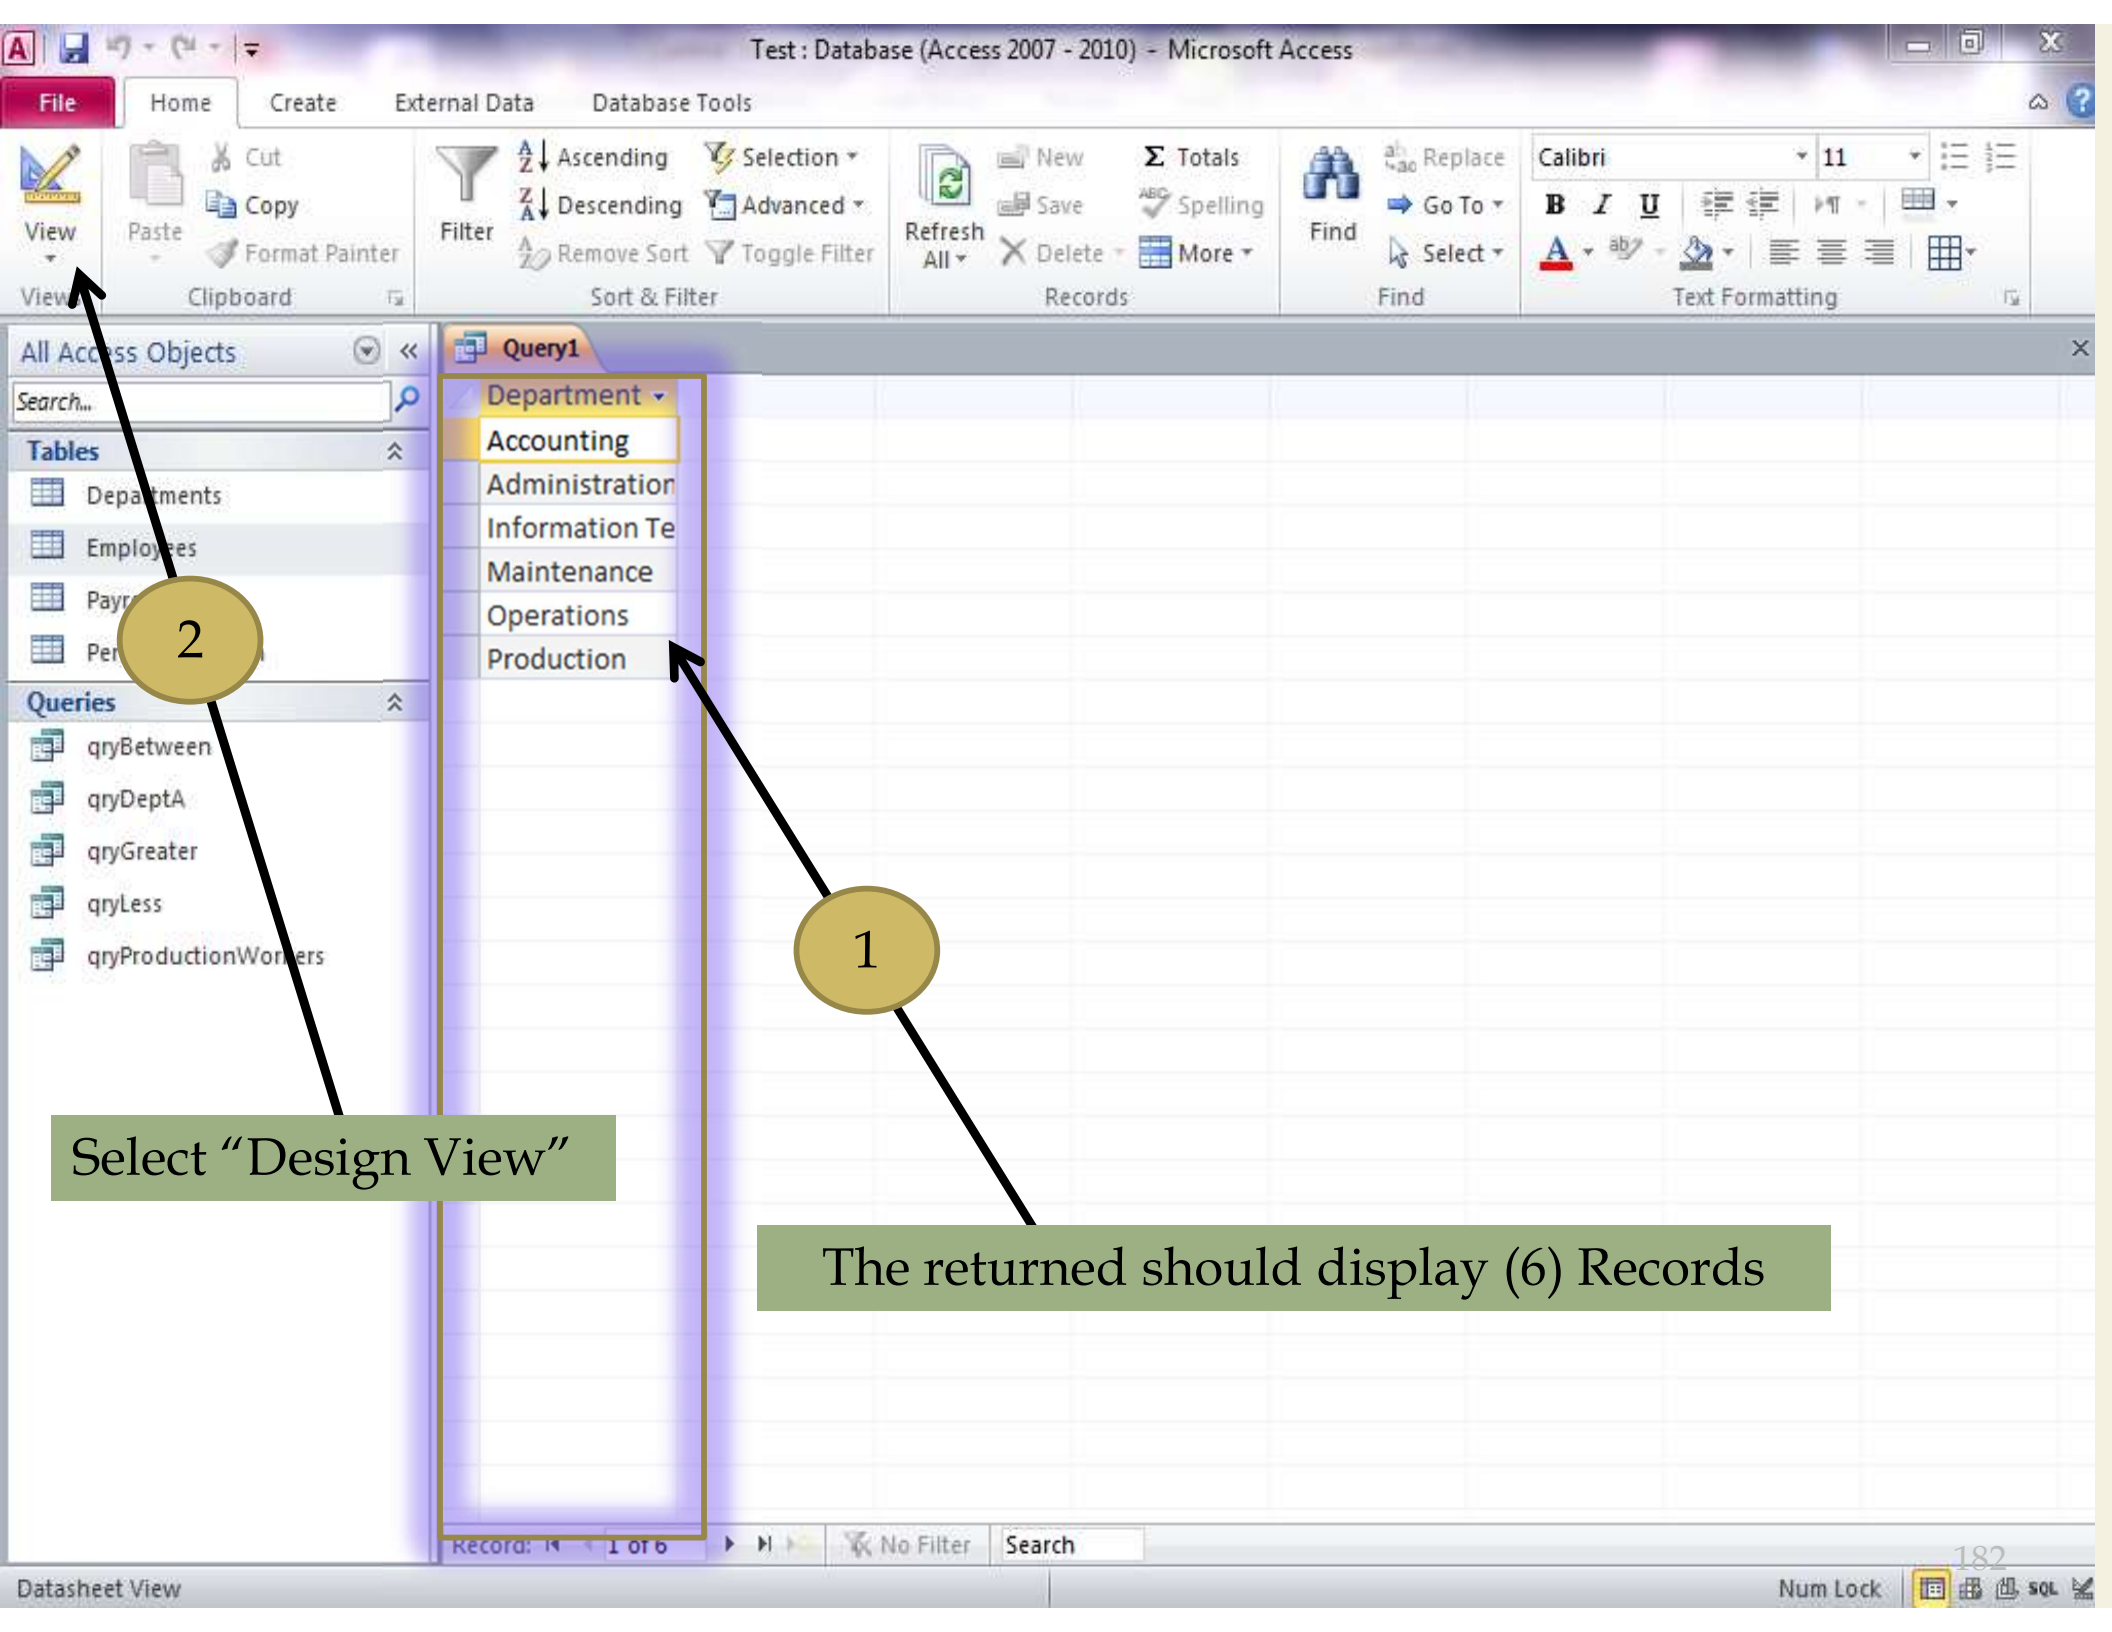 Test : Database (Access 2007 - 2010) - Microsoft Access
File Home Create External Data Database Tools
Cut Ascending Selection New Σ Totals Replace Calibri 11
Copy Descending Advanced Save Spelling Go To B I U
View Paste Format Painter Filter Remove Sort Toggle Filter Refresh All Delete More Find Select A
Clipboard Sort & Filter Records Find Text Formatting
All Access Objects
Query1
Search...
Department
Tables
Accounting
Departments
Administration
Employees
Information Te
Maintenance
Operations
Production
2
Queries
qryBetween
qryDeptA
qryGreater
qryLess
qryProductionWorkers
1
Select “Design View”
The returned should display (6) Records
Record: 1 of 6 No Filter Search
182
Datasheet View Num Lock SQL